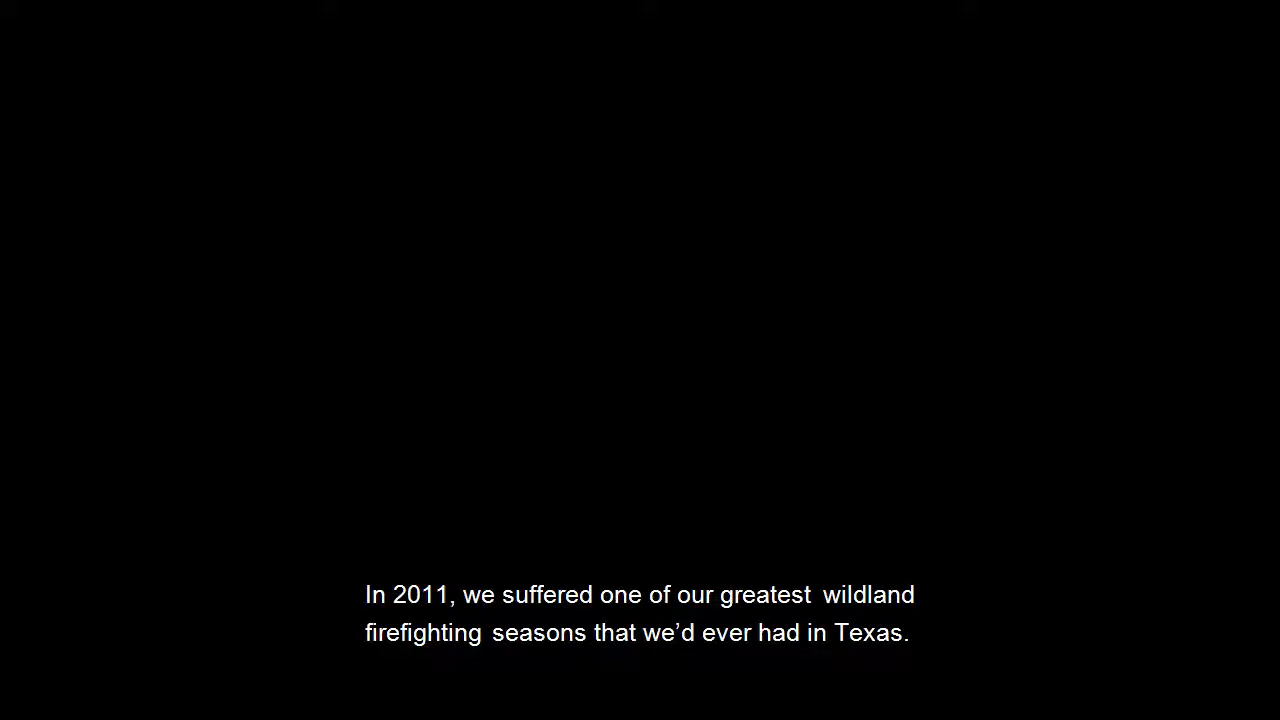 In 2011, we suffered one of our greatest wildland
firefighting seasons that we’d ever had in Texas.